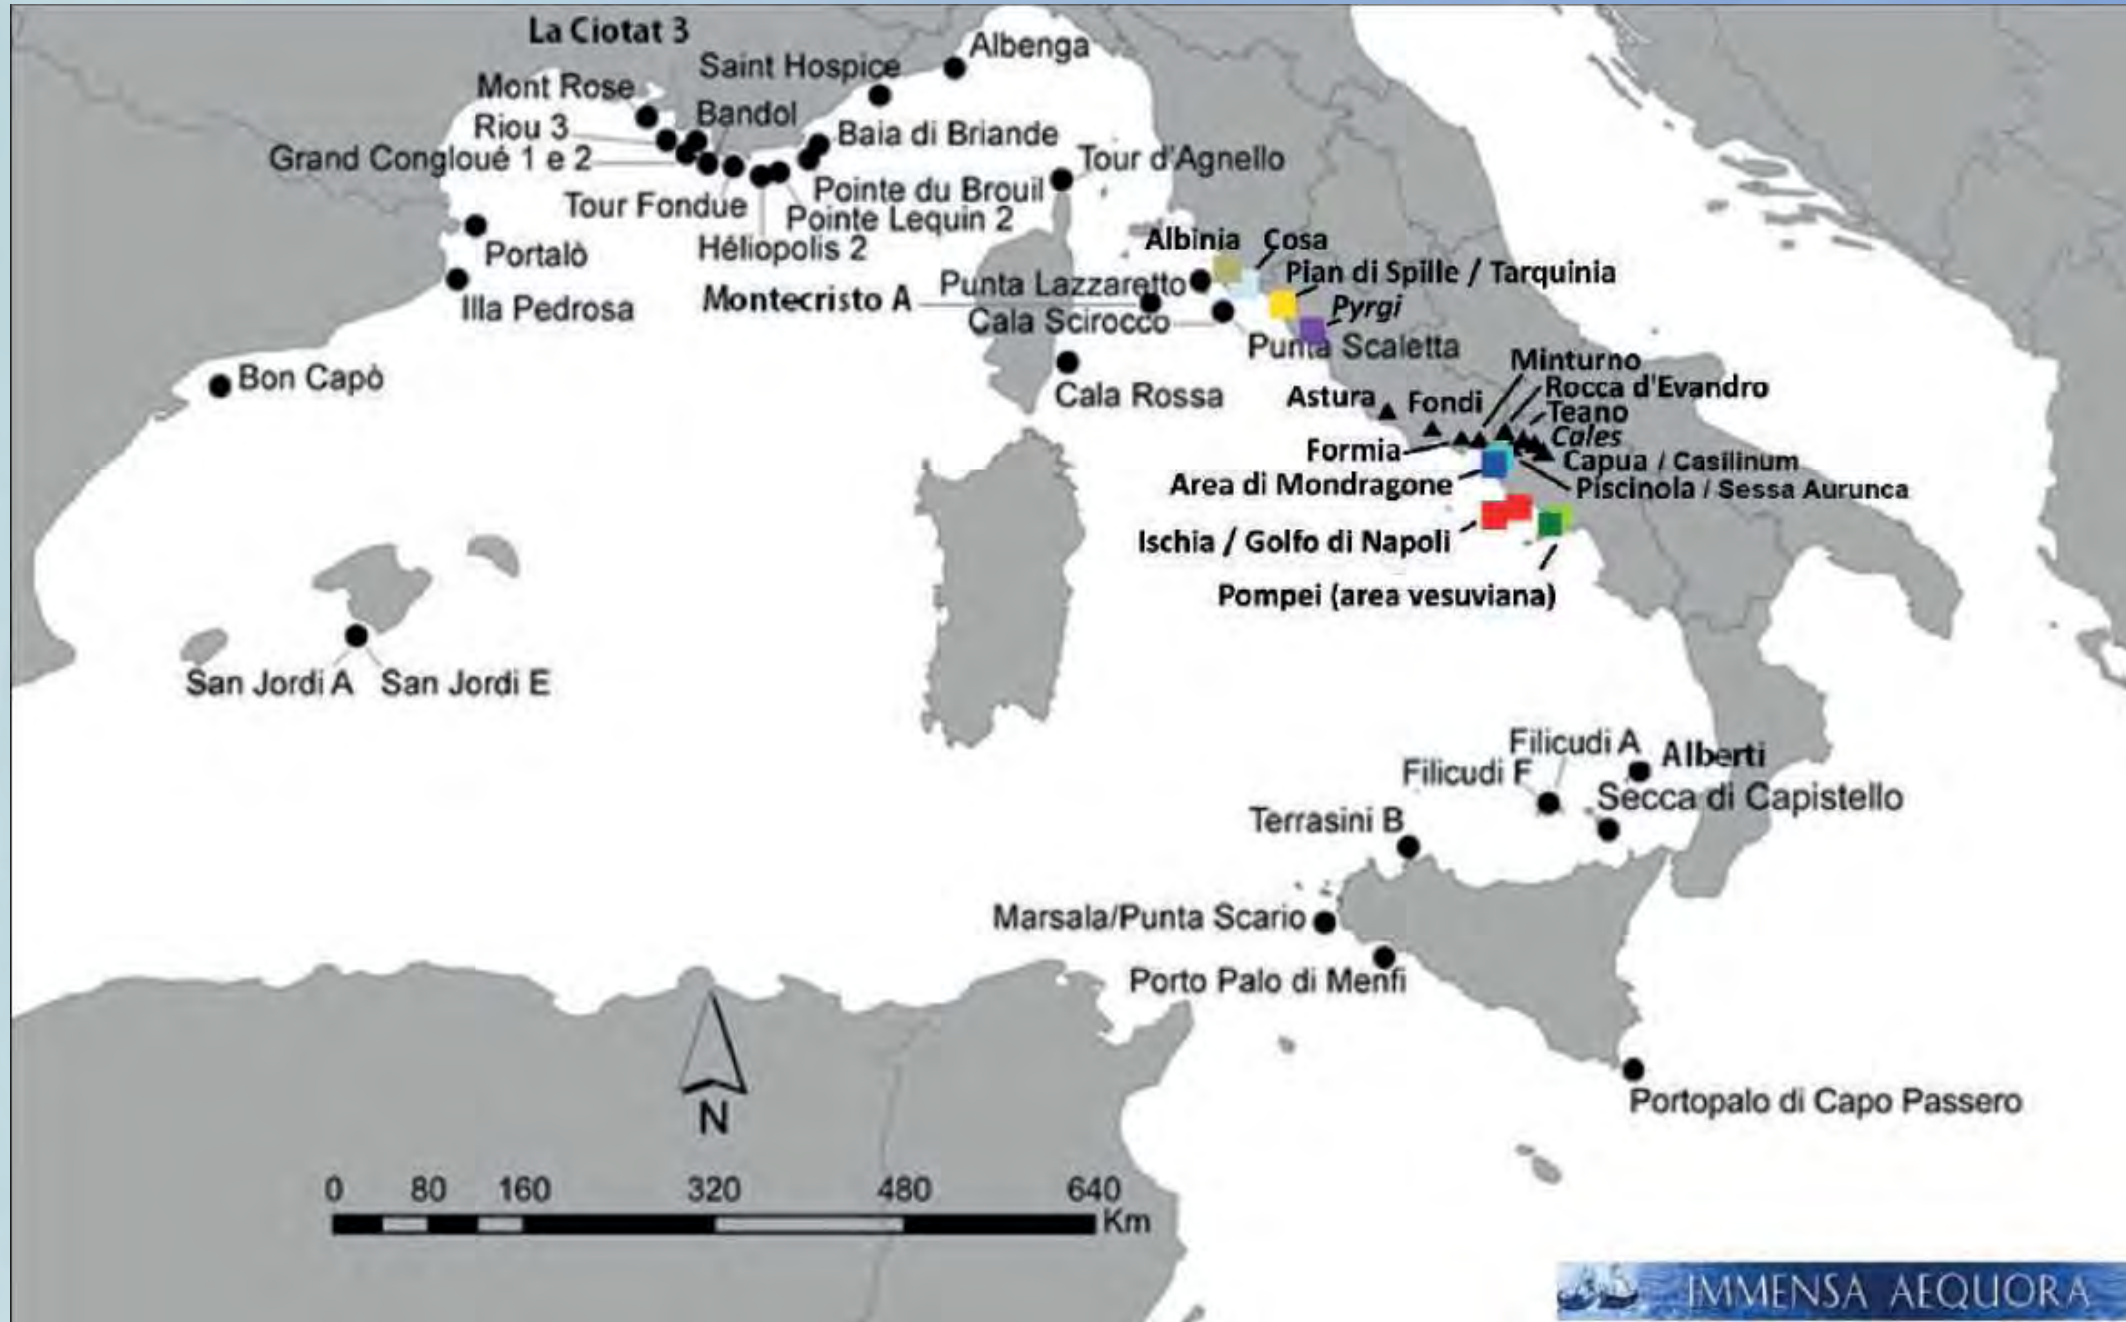 La Ciotat 3
Albenga
Saint Hospice
Mont Rose
Bandol
Riou 3
Baia di Briande
Grand Congloué 1 e 2
Tour d'Agnello
Pointe du Brouil
Tour Fondue
Pointe Lequin 2
Héliopolis 2
Portalò
Illa Pedrosa
Albinia
Cosa
Pian di Spille / Tarquinia
Punta Lazzaretto
Montecristo A
Pyrgi
Cala Scirocco
Punta Scaletta
Minturno
Bon Capò
Rocca d'Evandro
Cala Rossa
Astura
Fondi
Teano
Cales
Formia
Capua / Casilinum
Area di Mondragone
Piscinola / Sessa Aurunca
Ischia / Golfo di Napoli
Pompei (area vesuviana)
San Jordi A
San Jordi E
Filicudi A
Alberti
Filicudi F
Secca di Capistello
Terrasini B
Marsala/Punta Scario
Porto Palo di Menfi
Portopalo di Capo Passero
N
0 80 160 320 480 640
Km
IMMENSA AEQUORA